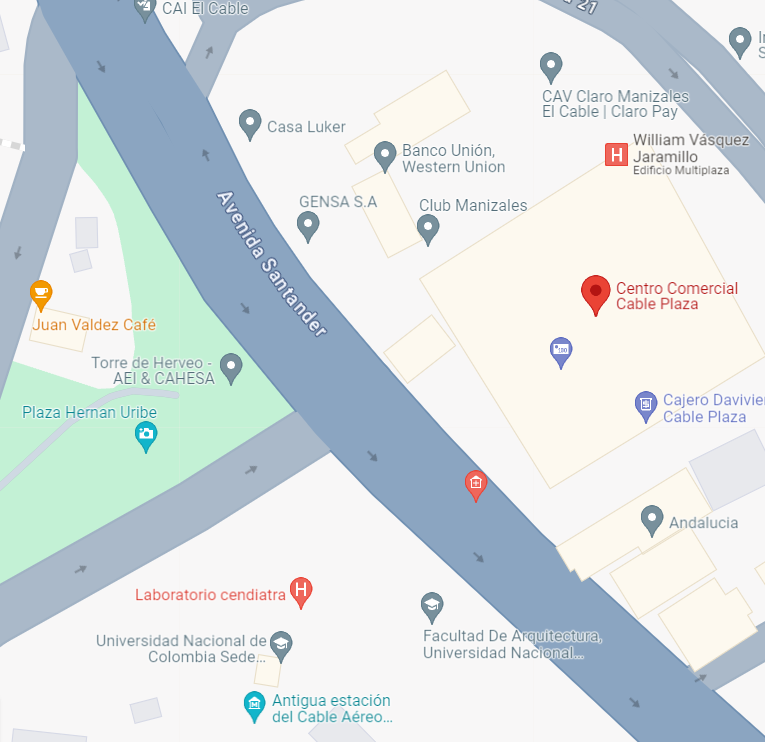 CAI El Cable
21
CAV Claro Manizales
El Cable | Claro Pay
Casa Luker
Banco Unión,
Western Union
William Vásquez
Jaramillo
Edificio Multiplaza
H
GENSA S.A
Club Manizales
Avenida Santander
Centro Comercial
Cable Plaza
Juan Valdez Café
Torre de Herveo -
AEI & CAHESA
Plaza Hernan Uribe
Cajero Davivie
Cable Plaza
Andalucia
Laboratorio cendiatra
H
Universidad Nacional de
Colombia Sede...
Facultad De Arquitectura,
Universidad Nacional...
Antigua estación
del Cable Aéreo...